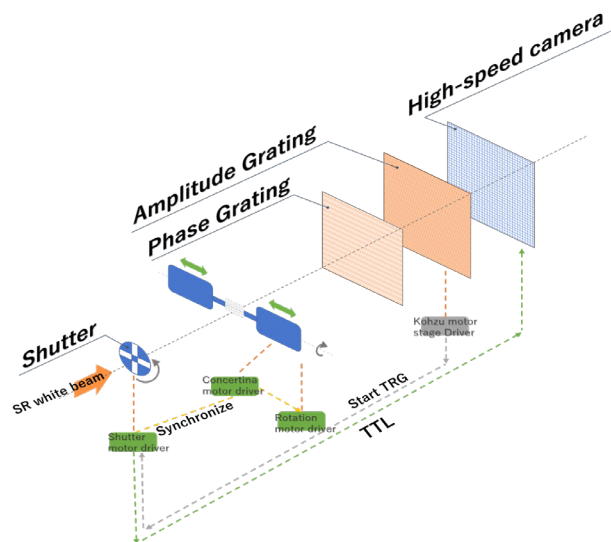 High-speed camera
Amplitude Grating
Phase Grating
Shutter
SR white beam
Kohzu motor
stage Driver
Concertina
motor driver
Start TRG
Rotation
motor driver
Synchronize
TTL
Shutter
motor driver